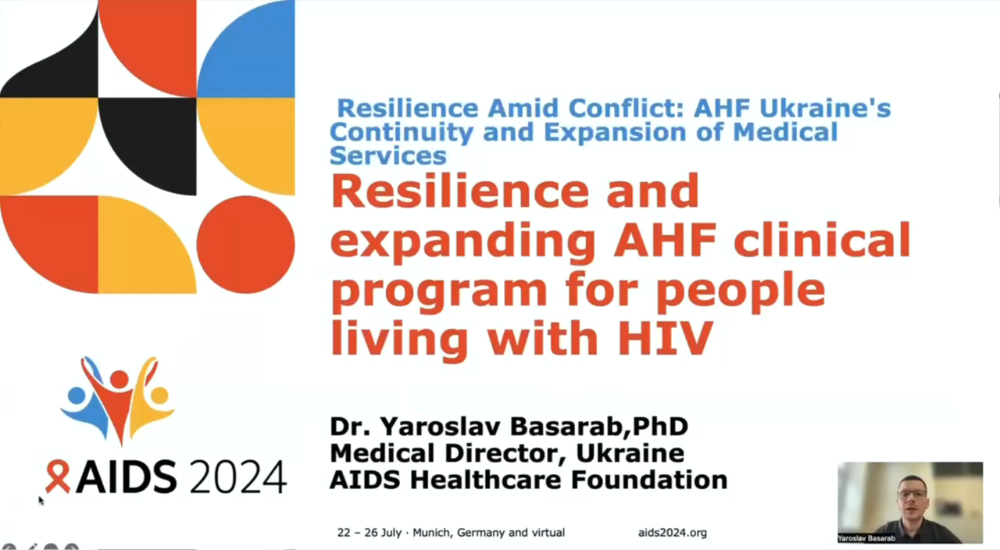 Resilience Amid Conflict: AHF Ukraine's
Continuity and Expansion of Medical
Services
Resilience and
expanding AHF clinical
program for people
living with HIV
AIDS 2024
Dr. Yaroslav Basarab,PhD
Medical Director, Ukraine
AIDS Healthcare Foundation
22 – 26 July · Munich, Germany and virtual
aids2024.org
Yaroslav Basarab